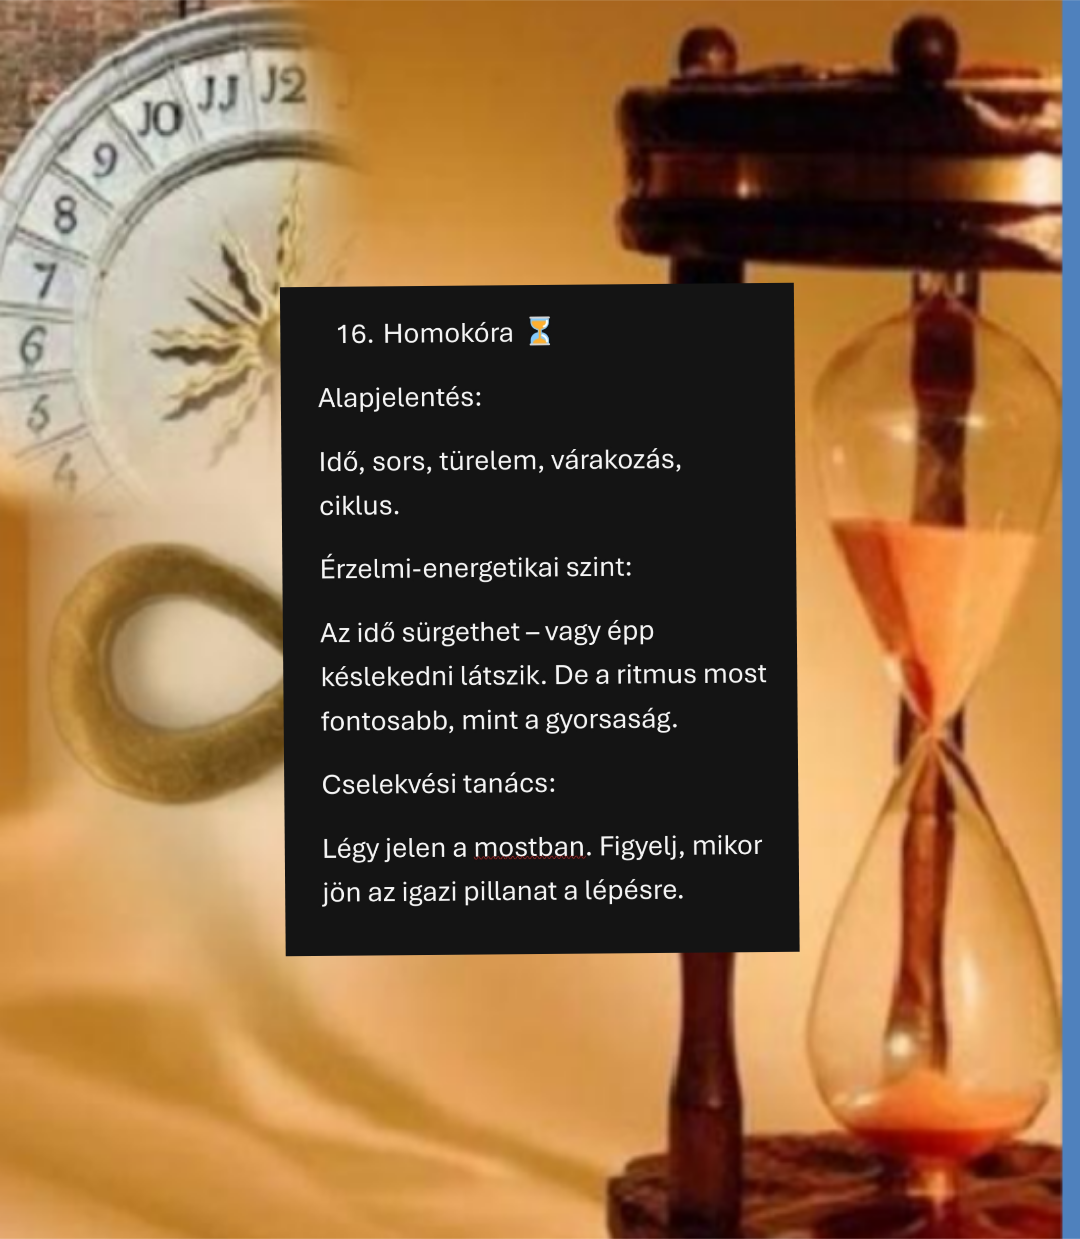 J2
JJ
JO
9
8
7
6
5
4
16. Homokóra ⏳
Alapjelentés:
Idő, sors, türelem, várakozás,
ciklus.
Érzelmi-energetikai szint:
Az idő sürgethet – vagy épp
késlekedni látszik. De a ritmus most
fontosabb, mint a gyorsaság.
Cselekvési tanács:
Légy jelen a mostban. Figyelj, mikor
jön az igazi pillanat a lépésre.